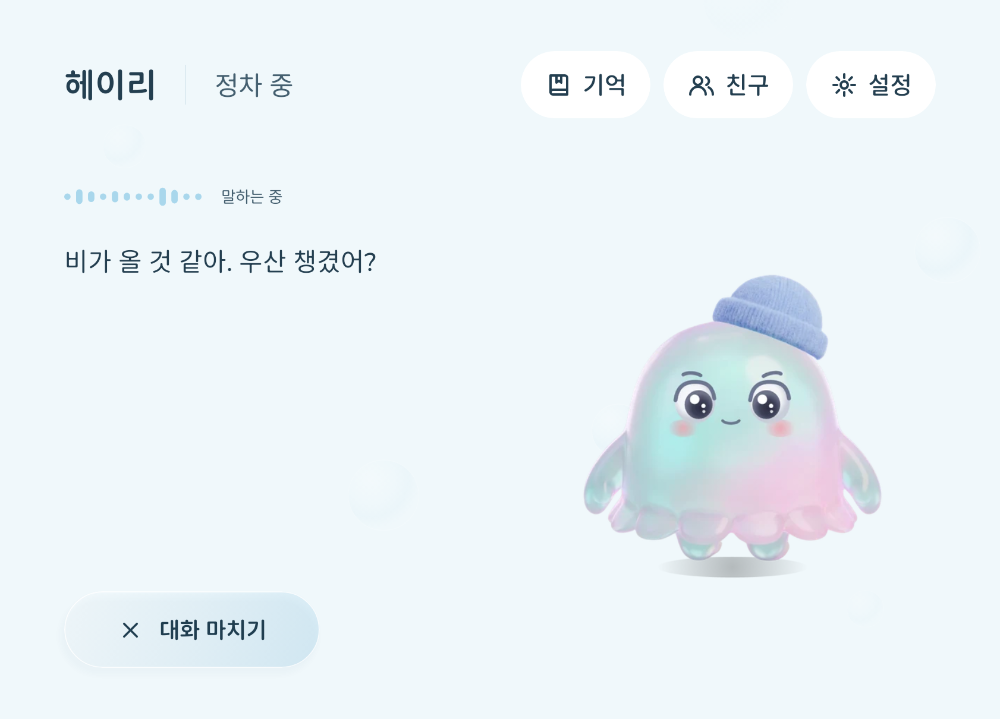 헤이리
정차 중
기억
친구
설정
말하는 중
비가 올 것 같아. 우산 챙겼어?
대화 마치기